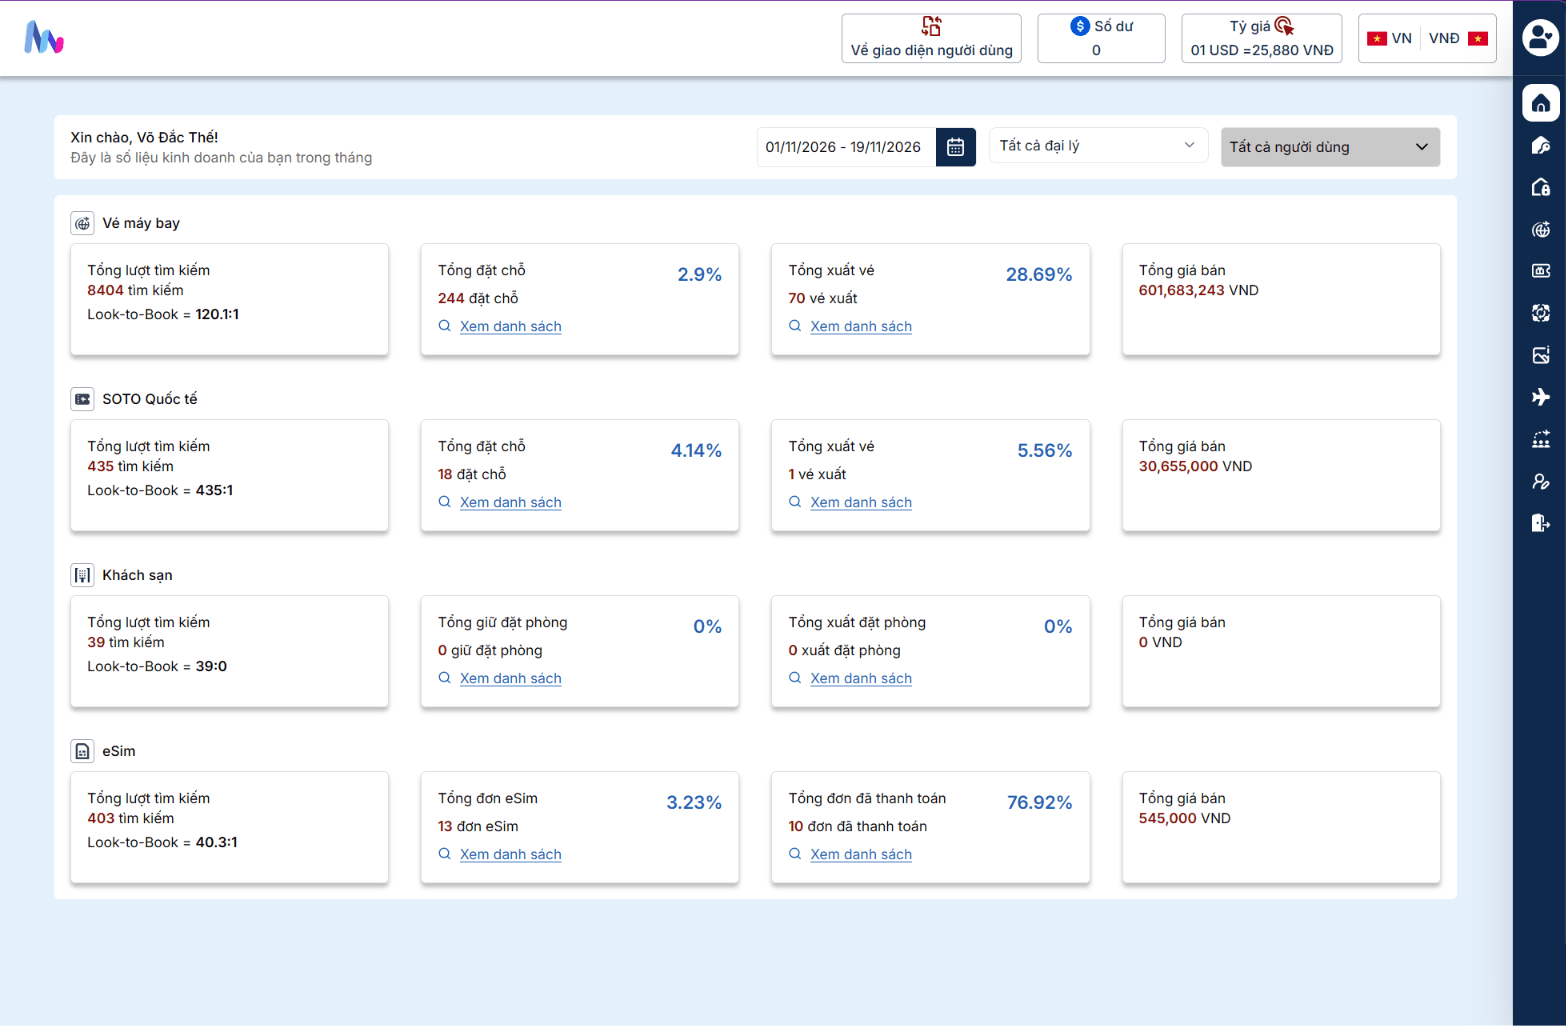 Về giao diện người dùng
Số dư
0
Tỷ giá
01 USD =25,880 VNĐ
VN
VNĐ
Xin chào, Võ Đắc Thế!
Đây là số liệu kinh doanh của bạn trong tháng
01/11/2026 - 19/11/2026
Tất cả đại lý
Tất cả người dùng
Vé máy bay
Tổng lượt tìm kiếm
8404 tìm kiếm
Look-to-Book = 120.1:1
Tổng đặt chỗ
2.9%
244 đặt chỗ
Xem danh sách
Tổng xuất vé
28.69%
70 vé xuất
Xem danh sách
Tổng giá bán
601,683,243 VND
SOTO Quốc tế
Tổng lượt tìm kiếm
435 tìm kiếm
Look-to-Book = 435:1
Tổng đặt chỗ
4.14%
18 đặt chỗ
Xem danh sách
Tổng xuất vé
5.56%
1 vé xuất
Xem danh sách
Tổng giá bán
30,655,000 VND
Khách sạn
Tổng lượt tìm kiếm
39 tìm kiếm
Look-to-Book = 39:0
Tổng giữ đặt phòng
0%
0 giữ đặt phòng
Xem danh sách
Tổng xuất đặt phòng
0%
0 xuất đặt phòng
Xem danh sách
Tổng giá bán
0 VND
eSim
Tổng lượt tìm kiếm
403 tìm kiếm
Look-to-Book = 40.3:1
Tổng đơn eSim
3.23%
13 đơn eSim
Xem danh sách
Tổng đơn đã thanh toán
76.92%
10 đơn đã thanh toán
Xem danh sách
Tổng giá bán
545,000 VND